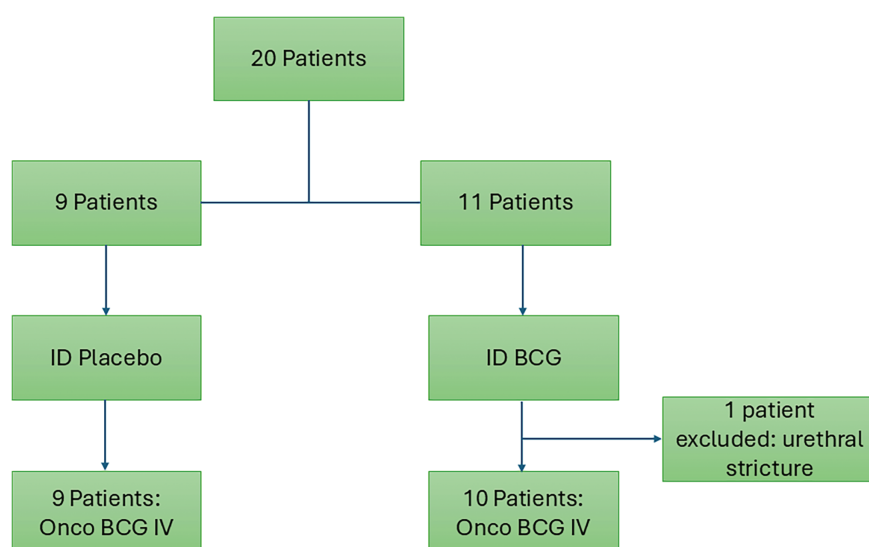 20 Patients
9 Patients
11 Patients
ID Placebo
ID BCG
1 patient
excluded: urethral
stricture
9 Patients:
Onco BCG IV
10 Patients:
Onco BCG IV